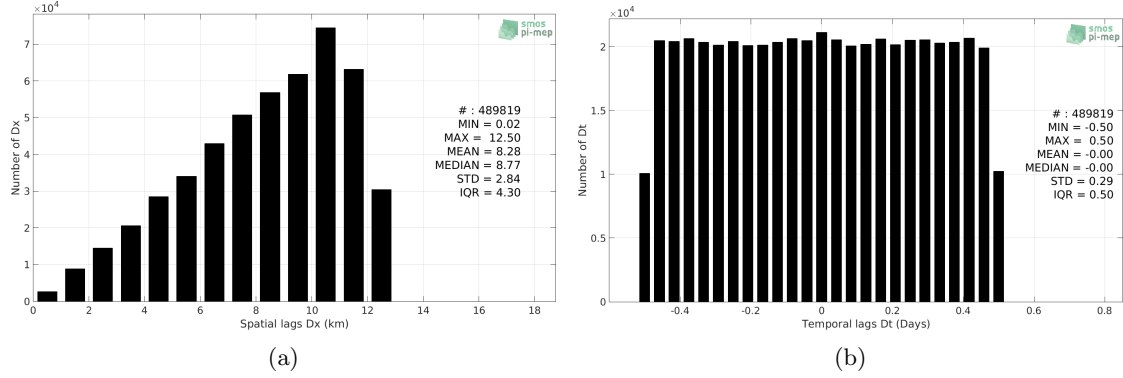 ×10⁴
7
6
5
4
3
2
1
0
Number of Dx
0 2 4 6 8 10 12 14 16 18
Spatial lags Dx (km)
smos
pi-mep
# : 489819
MIN = 0.02
MAX = 12.50
MEAN = 8.28
MEDIAN = 8.77
STD = 2.84
IQR = 4.30
(a)
×10⁴
2
1.5
1
0.5
0
Number of Dt
-0.4 -0.2 0 0.2 0.4 0.6 0.8
Temporal lags Dt (Days)
smos
pi-mep
# : 489819
MIN = -0.50
MAX = 0.50
MEAN = -0.00
MEDIAN = -0.00
STD = 0.29
IQR = 0.50
(b)